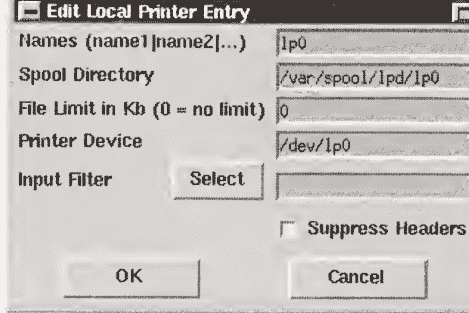 Edit Local Printer Entry
Names (name1|name2|...) lp0
Spool Directory /var/spool/lpd/lp0
File Limit in Kb (0 = no limit) 0
Printer Device /dev/lp0
Input Filter Select
Suppress Headers
OK Cancel